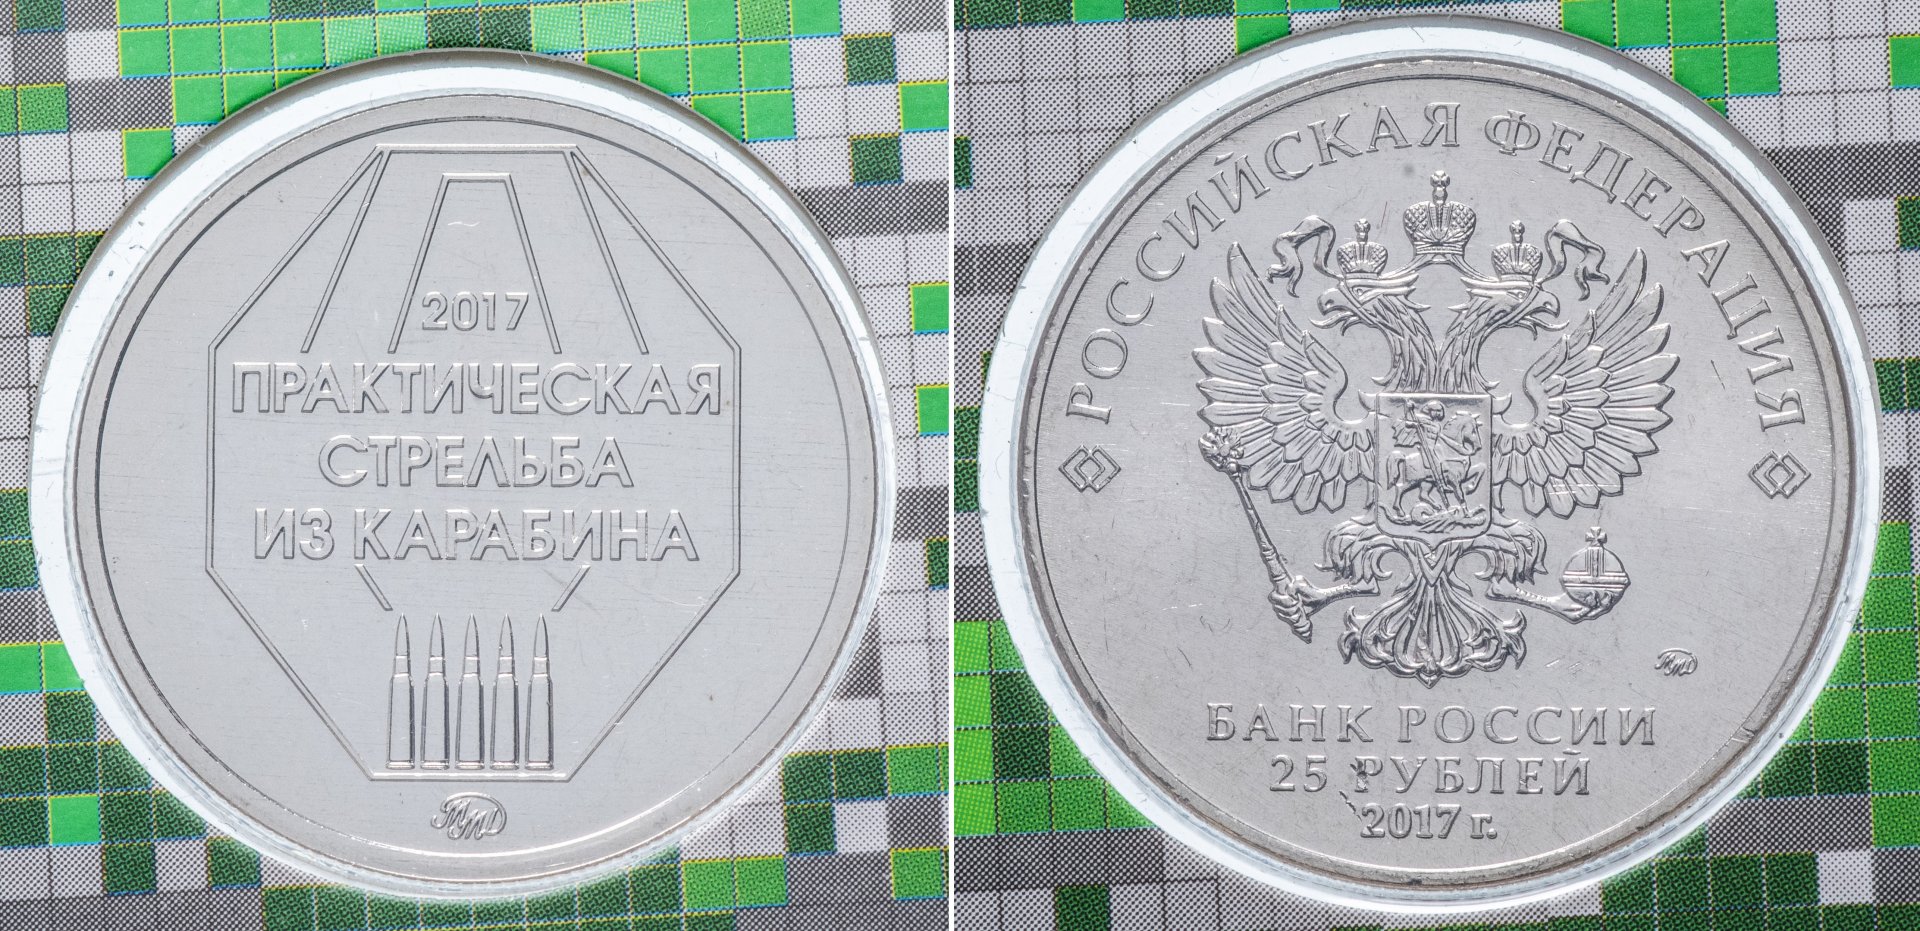 2017
ПРАКТИЧЕСКАЯ
СТРЕЛЬБА
ИЗ КАРАБИНА
ММД
РОССИЙСКАЯ ФЕДЕРАЦИЯ
ММД
БАНК РОССИИ
25 РУБЛЕЙ
2017 г.